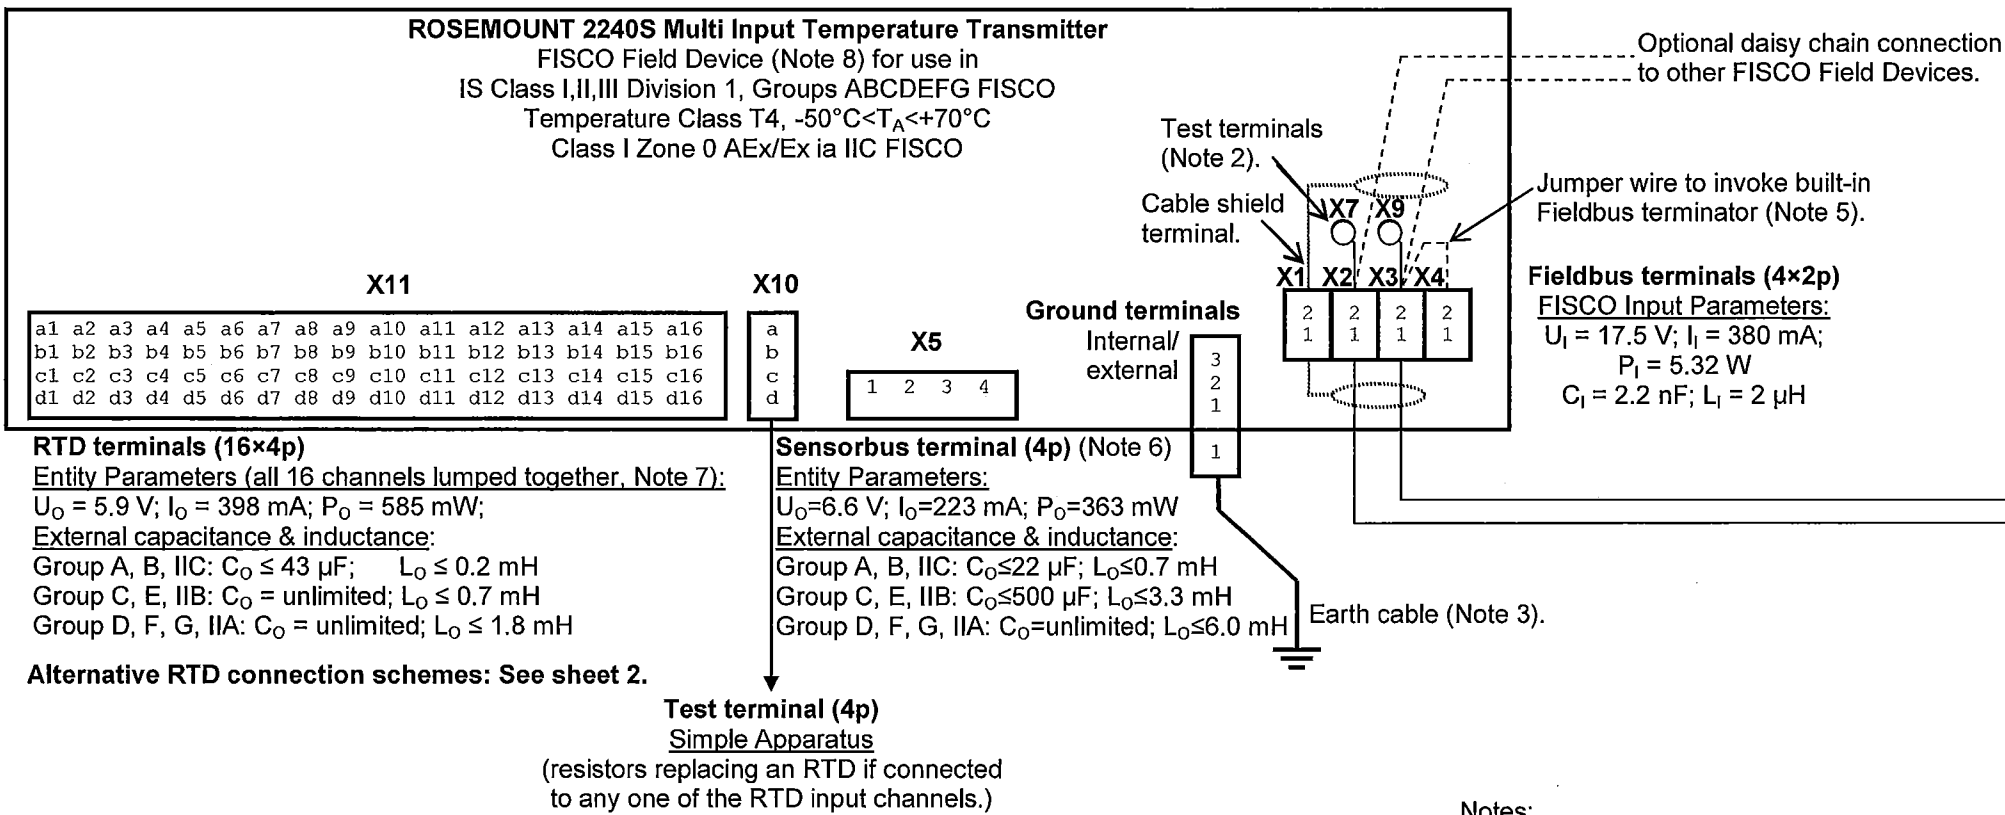 ROSEMOUNT 2240S Multi Input Temperature Transmitter
FISCO Field Device (Note 8) for use in
IS Class I,II,III Division 1, Groups ABCDEFG FISCO
Temperature Class T4, -50°C<TA<+70°C
Class I Zone 0 AEx/Ex ia IIC FISCO
Optional daisy chain connection
to other FISCO Field Devices.
Test terminals
(Note 2).
Jumper wire to invoke built-in
Fieldbus terminator (Note 5).
Cable shield
terminal.
X7 X9
X1 X2 X3 X4
2 2 2 2
1 1 1 1
Fieldbus terminals (4×2p)
FISCO Input Parameters:
UI = 17.5 V; II = 380 mA;
PI = 5.32 W
CI = 2.2 nF; LI = 2 µH
X11
a1 a2 a3 a4 a5 a6 a7 a8 a9 a10 a11 a12 a13 a14 a15 a16
b1 b2 b3 b4 b5 b6 b7 b8 b9 b10 b11 b12 b13 b14 b15 b16
c1 c2 c3 c4 c5 c6 c7 c8 c9 c10 c11 c12 c13 c14 c15 c16
d1 d2 d3 d4 d5 d6 d7 d8 d9 d10 d11 d12 d13 d14 d15 d16
X10
a
b
c
d
X5
1 2 3 4
Ground terminals
Internal/
external
3
2
1
1
RTD terminals (16×4p)
Entity Parameters (all 16 channels lumped together, Note 7):
UO = 5.9 V; IO = 398 mA; PO = 585 mW;
External capacitance & inductance:
Group A, B, IIC: CO ≤ 43 µF; LO ≤ 0.2 mH
Group C, E, IIB: CO = unlimited; LO ≤ 0.7 mH
Group D, F, G, IIA: CO = unlimited; LO ≤ 1.8 mH
Alternative RTD connection schemes: See sheet 2.
Sensorbus terminal (4p) (Note 6)
Entity Parameters:
UO=6.6 V; IO=223 mA; PO=363 mW
External capacitance & inductance:
Group A, B, IIC: CO≤22 µF; LO≤0.7 mH
Group C, E, IIB: CO≤500 µF; LO≤3.3 mH
Group D, F, G, IIA: CO=unlimited; LO≤6.0 mH
Earth cable (Note 3).
Test terminal (4p)
Simple Apparatus
(resistors replacing an RTD if connected
to any one of the RTD input channels.)
Notes: